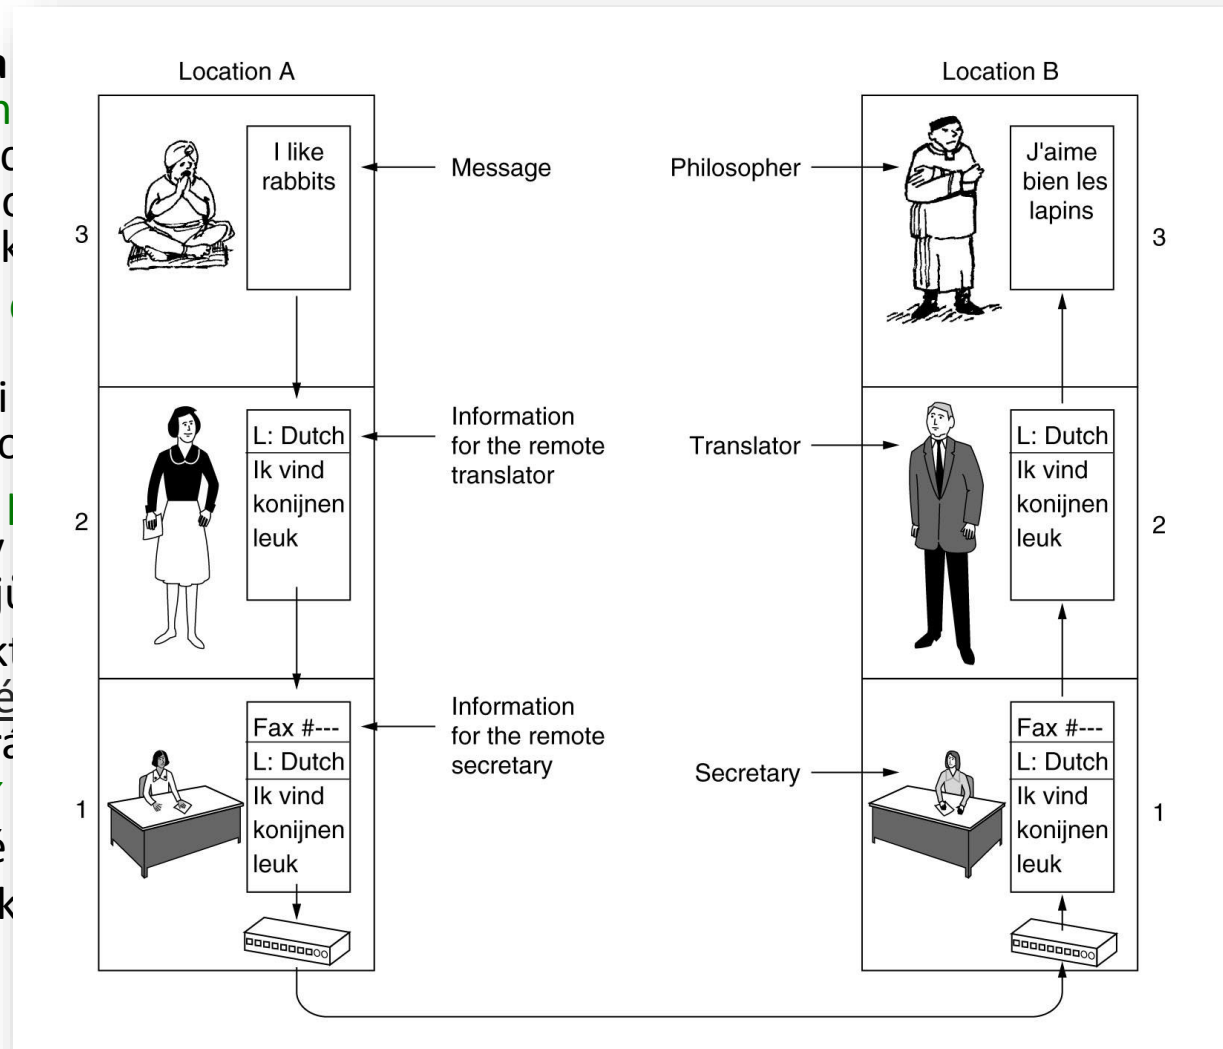 Location A
Location B
I like
rabbits
Message
Philosopher
J'aime
bien les
lapins
3
3
L: Dutch
Ik vind
konijnen
leuk
Information
for the remote
translator
Translator
L: Dutch
Ik vind
konijnen
leuk
2
2
Fax #---
L: Dutch
Ik vind
konijnen
leuk
Information
for the remote
secretary
Secretary
Fax #---
L: Dutch
Ik vind
konijnen
leuk
1
1